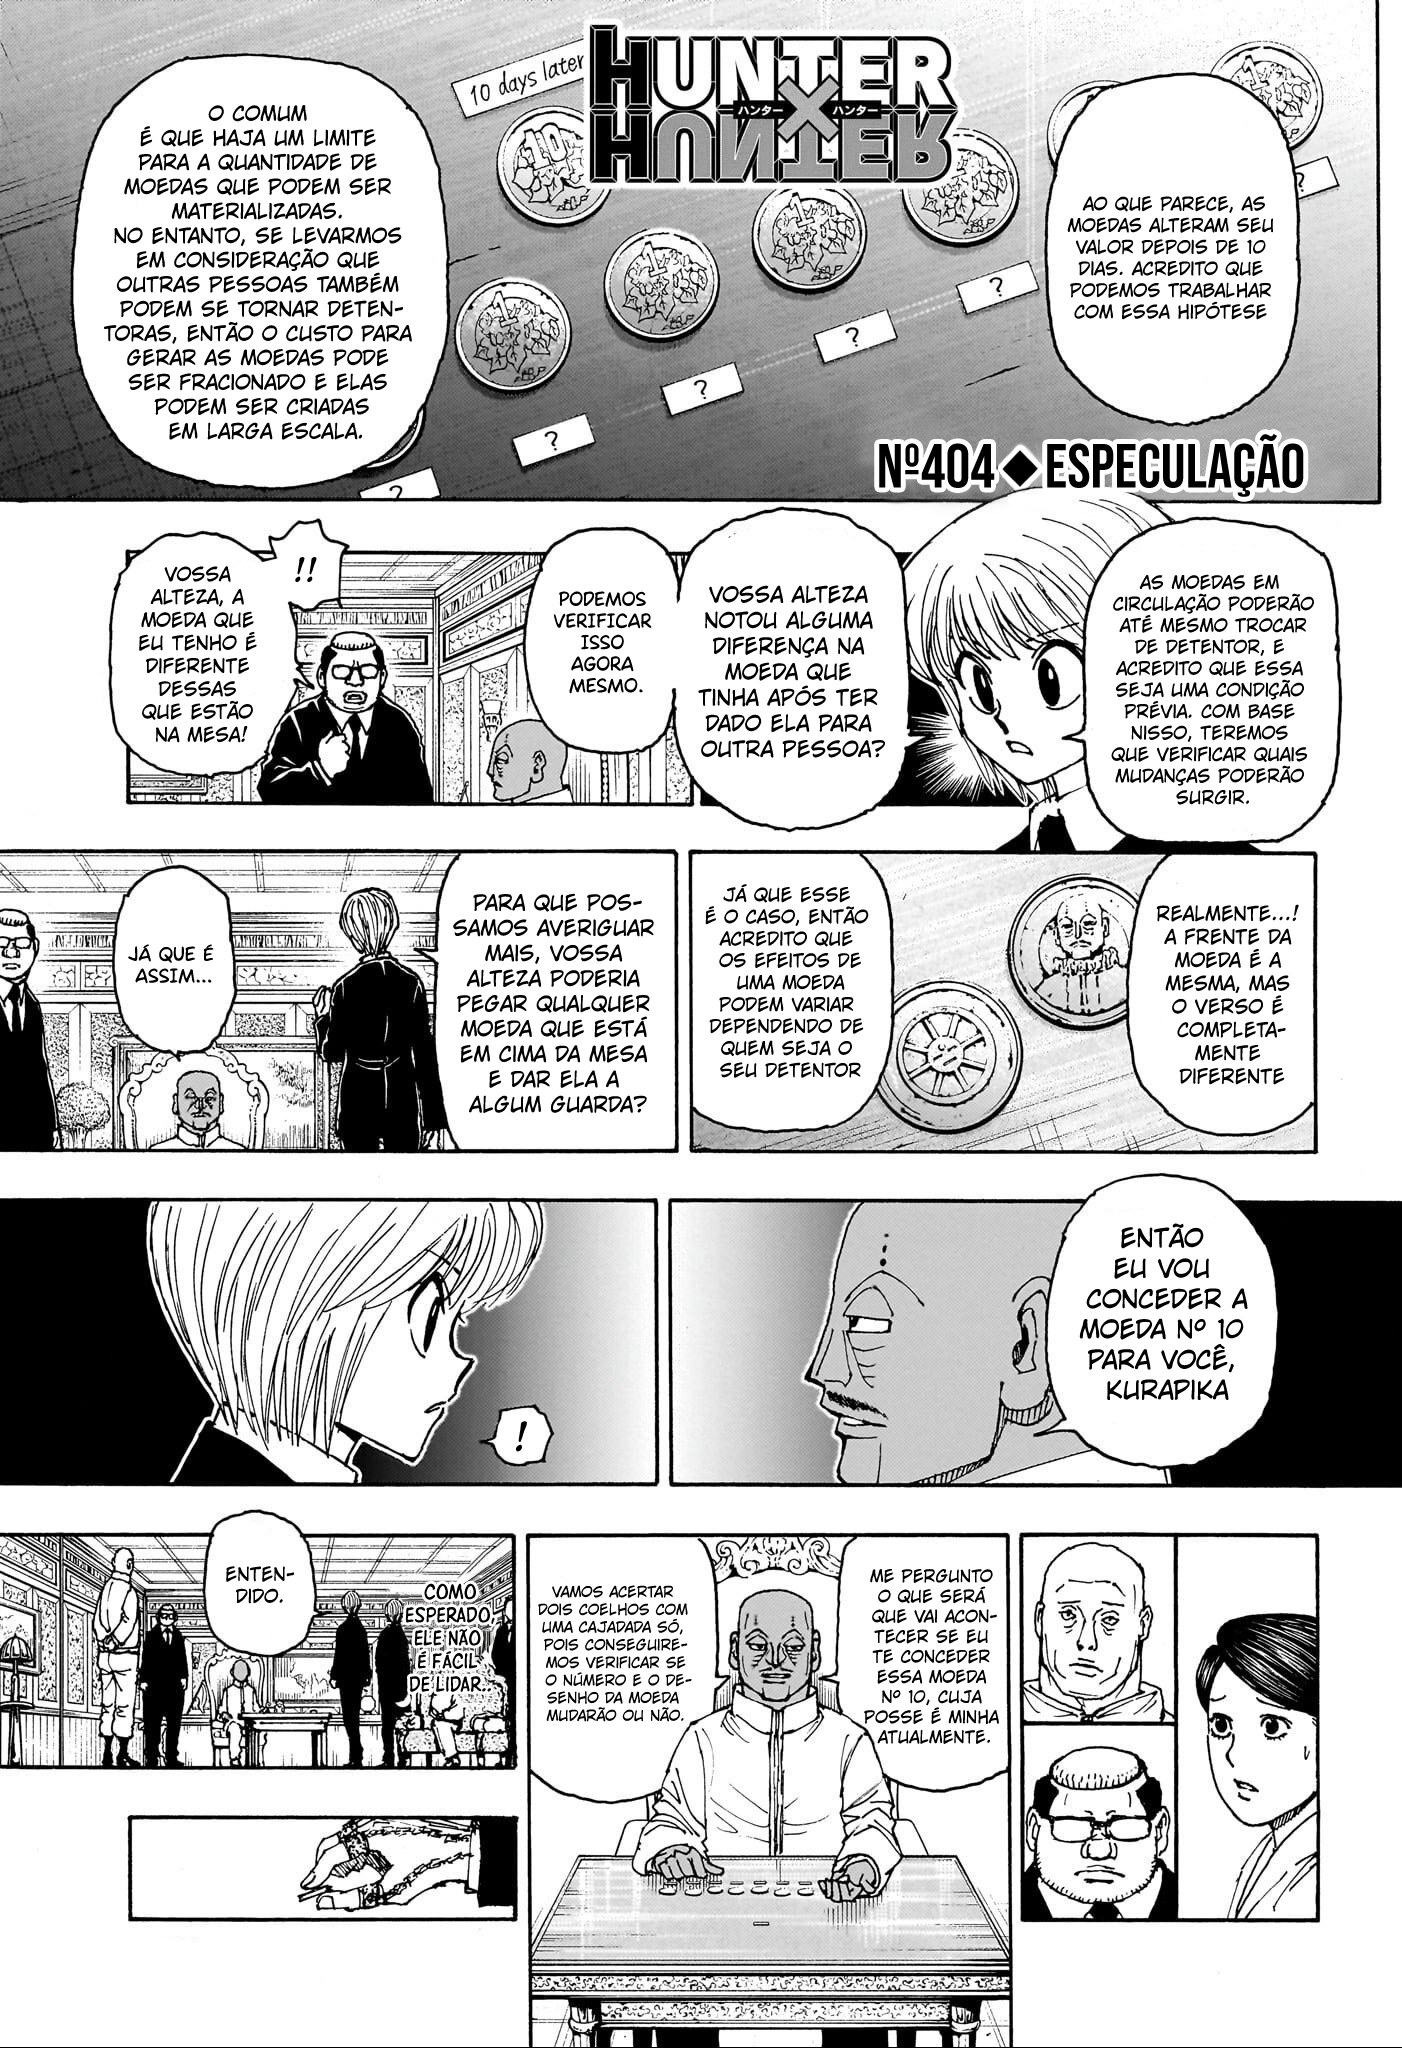 HUNTER
ハンター
×
ハンター
HUNTER
10 days later
10
AO QUE PARECE, AS
MOEDAS ALTERAM SEU
VALOR DEPOIS DE 10
DIAS. ACREDITO QUE
PODEMOS TRABALHAR
COM ESSA HIPÓTESE
O COMUM
É QUE HAJA UM LIMITE
PARA A QUANTIDADE DE
MOEDAS QUE PODEM SER
MATERIALIZADAS.
NO ENTANTO, SE LEVARMOS
EM CONSIDERAÇÃO QUE
OUTRAS PESSOAS TAMBÉM
PODEM SE TORNAR DETEN-
TORAS, ENTÃO O CUSTO PARA
GERAR AS MOEDAS PODE
SER FRACIONADO E ELAS
PODEM SER CRIADAS
EM LARGA ESCALA.
?
?
?
?
?
?
Nº404◆ESPECULAÇÃO
AS MOEDAS EM
CIRCULAÇÃO PODERÃO
ATÉ MESMO TROCAR
DE DETENTOR, E
ACREDITO QUE ESSA
SEJA UMA CONDIÇÃO
PRÉVIA. COM BASE
NISSO, TEREMOS
QUE VERIFICAR QUAIS
MUDANÇAS PODERÃO
SURGIR.
VOSSA ALTEZA
NOTOU ALGUMA
DIFERENÇA NA
MOEDA QUE
TINHA APÓS TER
DADO ELA PARA
OUTRA PESSOA?
PODEMOS
VERIFICAR
ISSO
AGORA
MESMO.
!!
VOSSA
ALTEZA, A
MOEDA QUE
EU TENHO É
DIFERENTE
DESSAS
QUE ESTÃO
NA MESA!
REALMENTE...!
A FRENTE DA
MOEDA É A
MESMA, MAS
O VERSO É
COMPLETA-
MENTE
DIFERENTE
JÁ QUE ESSE
É O CASO, ENTÃO
ACREDITO QUE
OS EFEITOS DE
UMA MOEDA
PODEM VARIAR
DEPENDENDO DE
QUEM SEJA O
SEU DETENTOR
PARA QUE POS-
SAMOS AVERIGUAR
MAIS, VOSSA
ALTEZA PODERIA
PEGAR QUALQUER
MOEDA QUE ESTÁ
EM CIMA DA MESA
E DAR ELA A
ALGUM GUARDA?
JÁ QUE É
ASSIM...
ENTÃO
EU VOU
CONCEDER A
MOEDA Nº 10
PARA VOCÊ,
KURAPIKA
!
ME PERGUNTO
O QUE SERÁ
QUE VAI ACON-
TECER SE EU
TE CONCEDER
ESSA MOEDA
Nº 10, CUJA
POSSE É MINHA
ATUALMENTE.
VAMOS ACERTAR
DOIS COELHOS COM
UMA CAJADADA SÓ,
POIS CONSEGUIRE-
MOS VERIFICAR SE
O NÚMERO E O DE-
SENHO DA MOEDA
MUDARÃO OU NÃO.
COMO
ESPERADO,
ELE NÃO
É FÁCIL
DE LIDAR...
ENTEN-
DIDO.